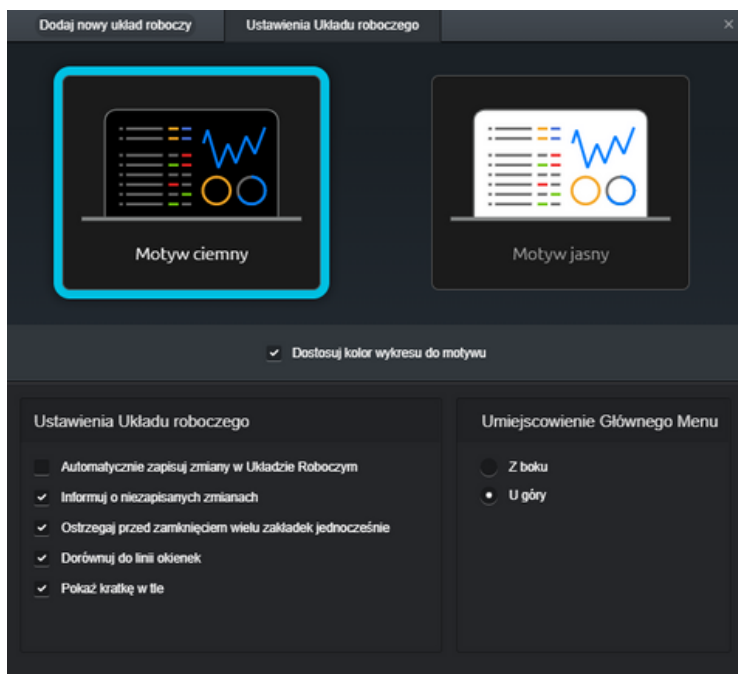 Dodaj nowy układ roboczy
Ustawienia Układu roboczego
Motyw ciemny
Motyw jasny
Dostosuj kolor wykresu do motywu
Ustawienia Układu roboczego
Automatycznie zapisuj zmiany w Układzie Roboczym
Informuj o niezapisanych zmianach
Ostrzegaj przed zamknięciem wielu zakładek jednocześnie
Dorównuj do linii okienek
Pokaż kratkę w tle
Umiejscowienie Głównego Menu
Z boku
U góry